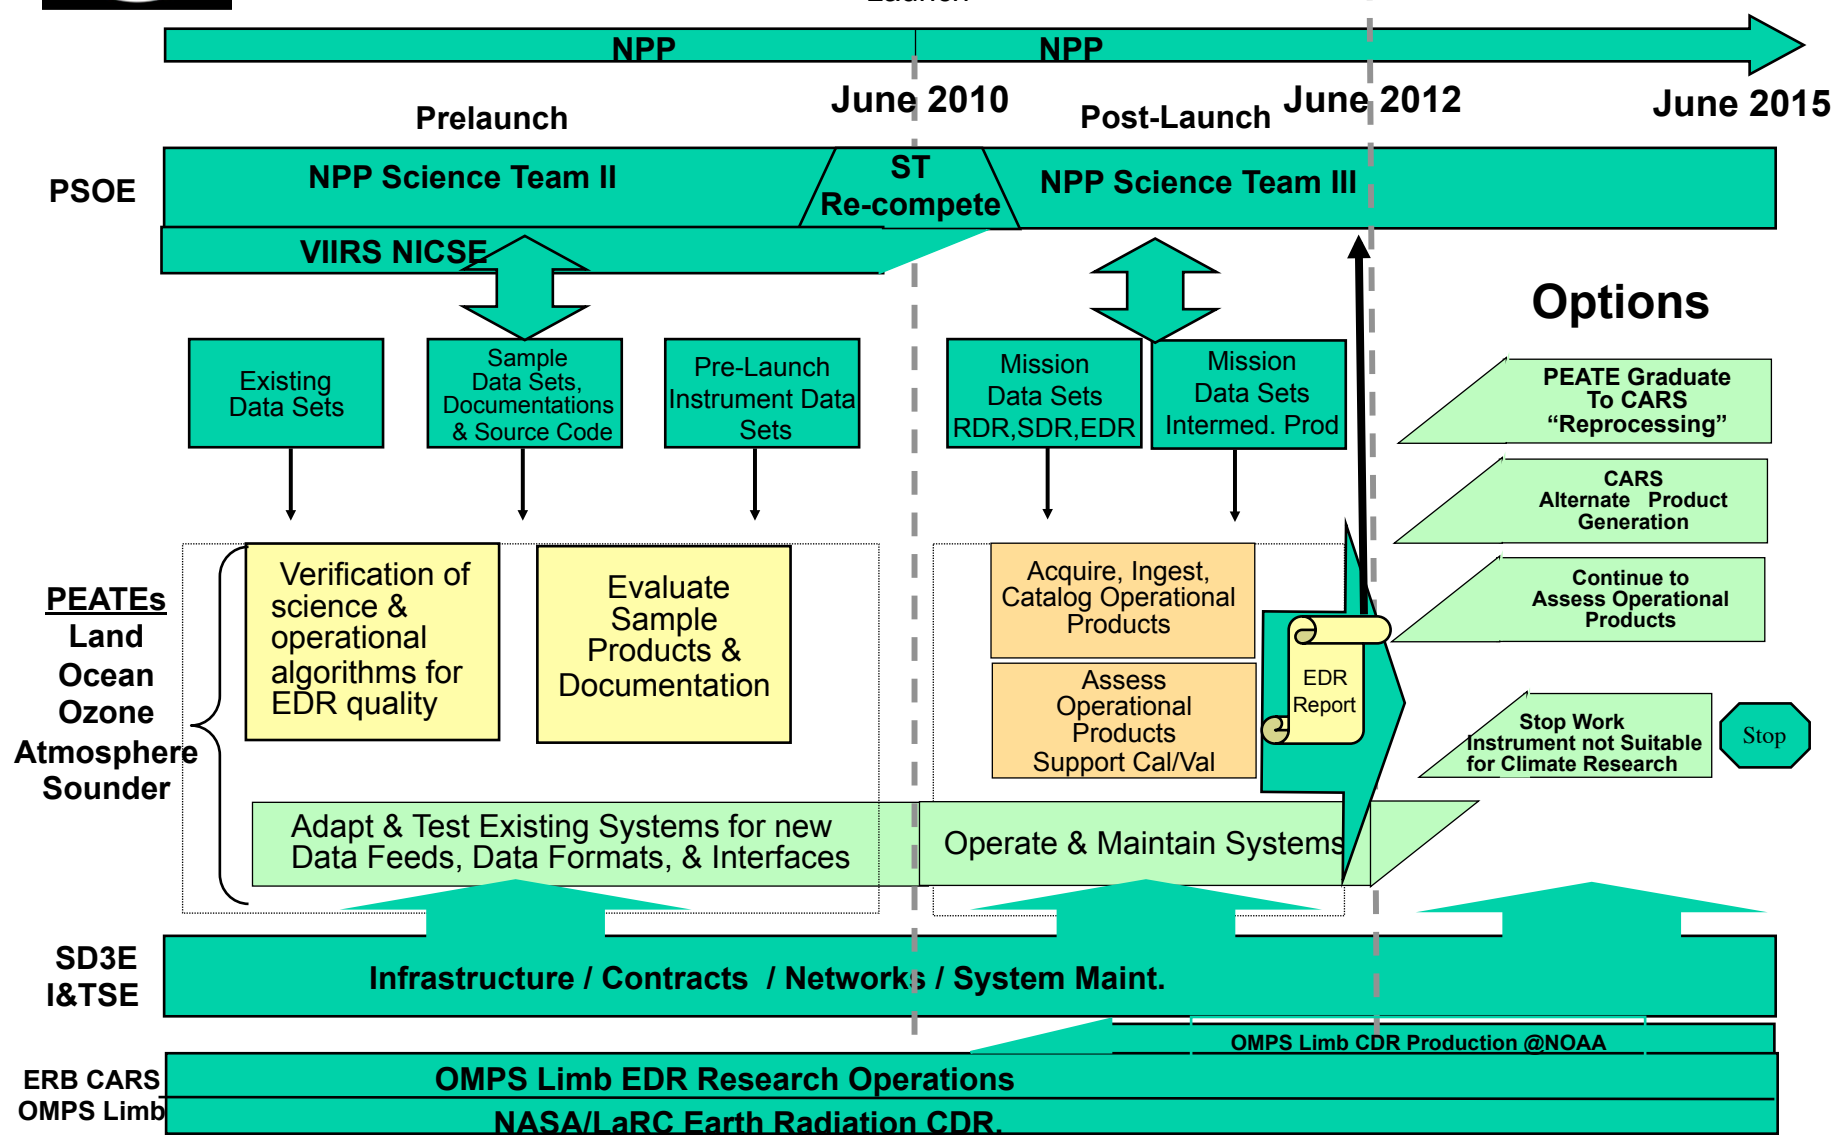 Launch
NPP
NPP
June 2010
June 2012
June 2015
Prelaunch
Post-Launch
PSOE
NPP Science Team II
ST
Re-compete
NPP Science Team III
VIIRS NICSE
Options
Existing
Data Sets
Sample
Data Sets,
Documentations
& Source Code
Pre-Launch
Instrument Data
Sets
Mission
Data Sets
RDR,SDR,EDR
Mission
Data Sets
Intermed. Prod
PEATE Graduate
To CARS
“Reprocessing”
CARS
Alternate Product
Generation
Continue to
Assess Operational
Products
Stop Work
Instrument not Suitable
for Climate Research
Stop
PEATEs
Land
Ocean
Ozone
Atmosphere
Sounder
Verification of
science &
operational
algorithms for
EDR quality
Evaluate
Sample
Products &
Documentation
Acquire, Ingest,
Catalog Operational
Products
Assess
Operational
Products
Support Cal/Val
EDR
Report
Adapt & Test Existing Systems for new
Data Feeds, Data Formats, & Interfaces
Operate & Maintain Systems
SD3E
I&TSE
Infrastructure / Contracts / Networks / System Maint.
OMPS Limb CDR Production @NOAA
ERB CARS
OMPS Limb
OMPS Limb EDR Research Operations
NASA/LaRC Earth Radiation CDR.